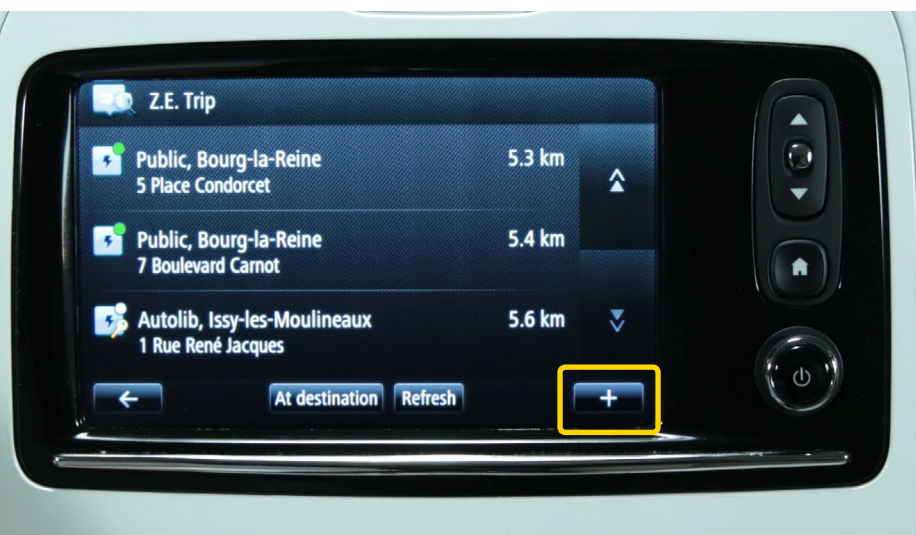 Z.E. Trip
Public, Bourg-la-Reine 5.3 km
5 Place Condorcet
Public, Bourg-la-Reine 5.4 km
7 Boulevard Carnot
Autolib, Issy-les-Moulineaux 5.6 km
1 Rue René Jacques
At destination Refresh +